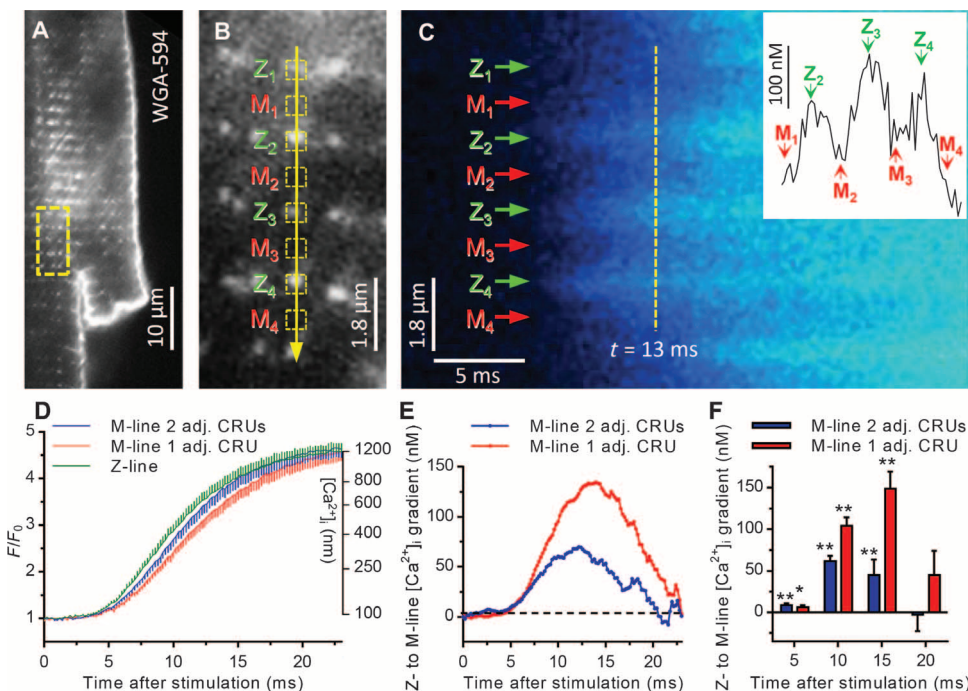 A
WGA-594
10 µm
B
Z1
M1
Z2
M2
Z3
M3
Z4
M4
1.8 µm
C
Z1
M1
Z2
M2
Z3
M3
Z4
M4
1.8 µm
5 ms
t = 13 ms
100 nM
M1
Z2
M2
Z3
M3
Z4
M4
D
M-line 2 adj. CRUs
M-line 1 adj. CRU
Z-line
F/F0
5
4
3
2
1
1200
800
600
400
250
100
[Ca2+]i (nm)
0 5 10 15 20
Time after stimulation (ms)
E
M-line 2 adj. CRUs
M-line 1 adj. CRU
Z- to M-line [Ca2+]i gradient (nM)
150
125
100
75
50
25
0
0 5 10 15 20
Time after stimulation (ms)
F
M-line 2 adj. CRUs
M-line 1 adj. CRU
Z- to M-line [Ca2+]i gradient (nM)
150
100
50
0
** * ** ** ** **
5 10 15 20
Time after stimulation (ms)